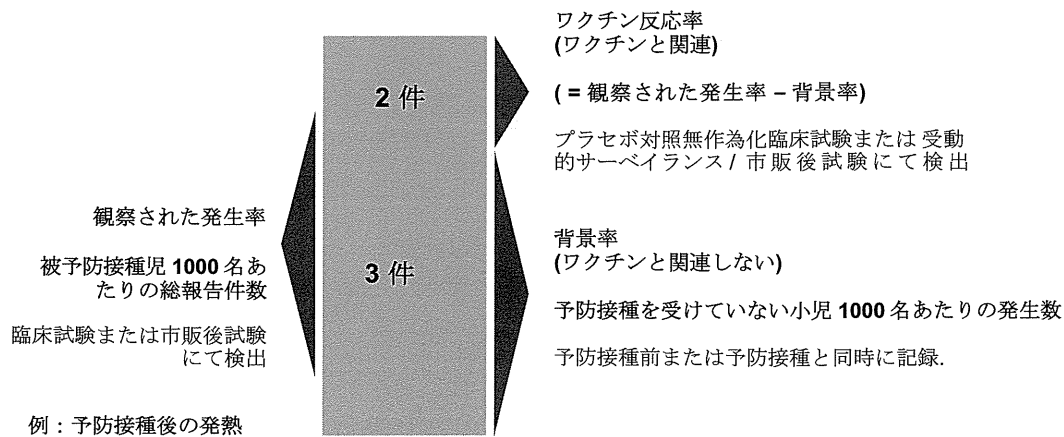 ワクチン反応率
(ワクチンと関連)
( = 観察された発生率 – 背景率)
プラセボ対照無作為化臨床試験または 受動
的サーベイランス / 市販後試験にて検出
2 件
観察された発生率
被予防接種児 1000 名あ
たりの総報告件数
臨床試験または市販後試験
にて検出
例：予防接種後の発熱
3 件
背景率
(ワクチンと関連しない)
予防接種を受けていない小児 1000 名あたりの発生数
予防接種前または予防接種と同時に記録.